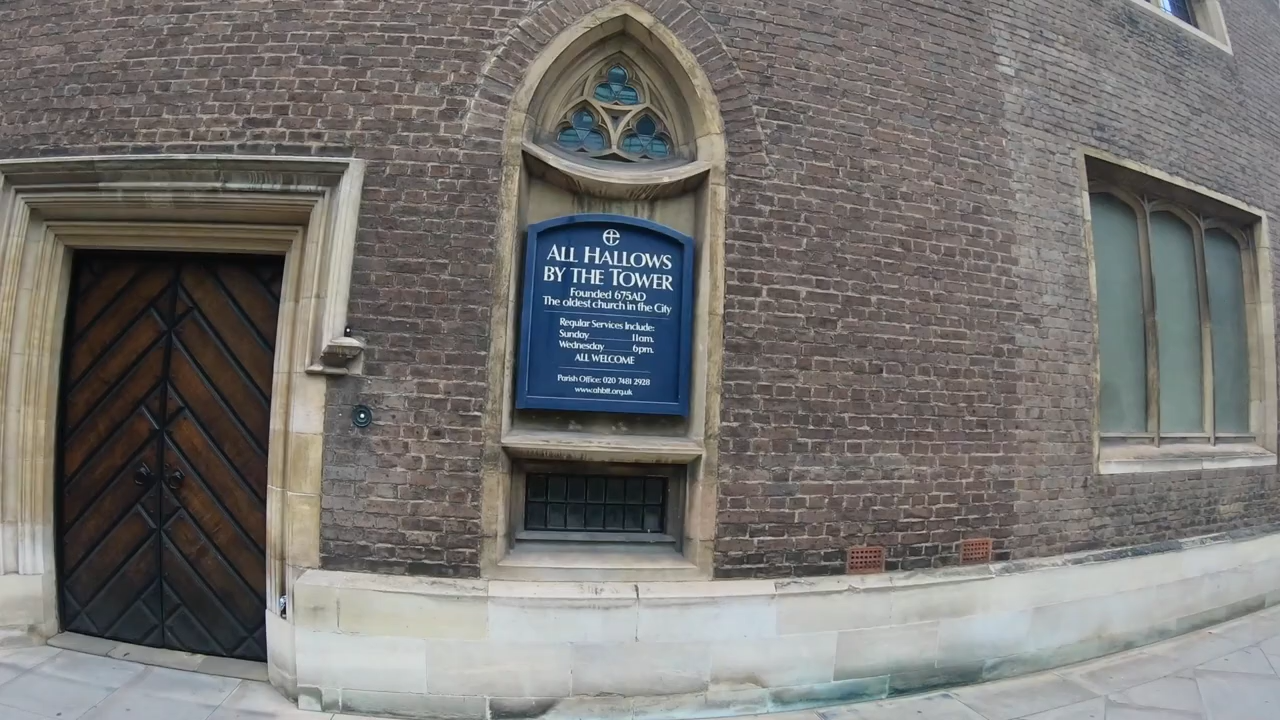 ALL HALLOWS
BY THE TOWER
Founded 675AD
The oldest church in the City
Regular Services Include:
Sunday 11am.
Wednesday 6pm.
ALL WELCOME
Parish Office: 020 7481 2928
www.ahbtt.org.uk